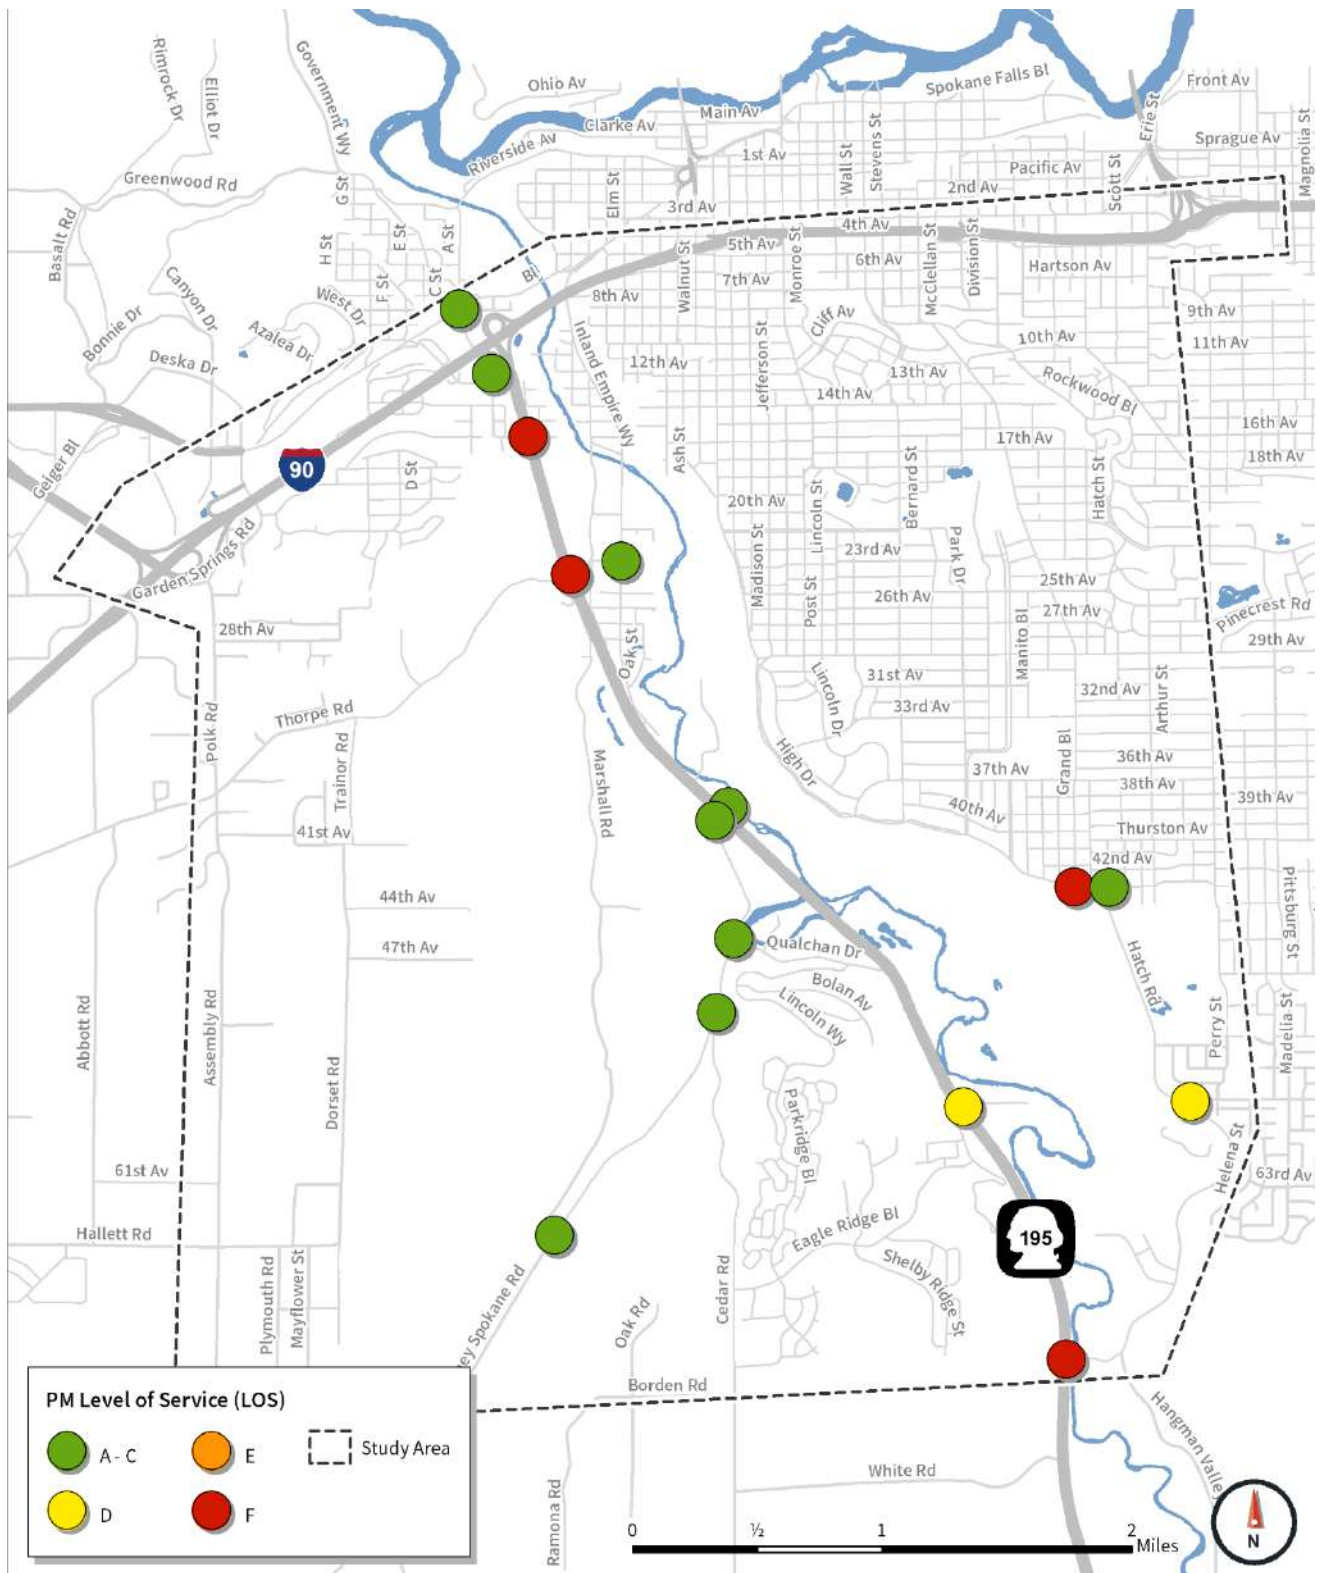 Rimrock Dr
Elliot Dr
Government Wy
Ohio Av
Spokane Falls Bl
Front Av
Main Av
Clarke Av
Erie St
Sprague Av
Magnolia St
Riverside Av
1st Av
Wall St
Stevens St
Pacific Av
Scott St
Greenwood Rd
G St
Elm St
2nd Av
3rd Av
Basalt Rd
H St
E St
A St
4th Av
5th Av
Monroe St
McClellan St
Division St
Walnut St
6th Av
Hartson Av
Canyon Dr
F St
C St
Bl
7th Av
8th Av
West Dr
9th Av
Bonnie Dr
Azalea Dr
Cliff Av
10th Av
11th Av
Deska Dr
Inland Empire Wy
12th Av
Jefferson St
13th Av
14th Av
Rockwood Bl
16th Av
17th Av
18th Av
Geiger Bl
90
D St
Ash St
Hatch St
20th Av
Lincoln St
Bernard St
Garden Springs Rd
Madison St
23rd Av
Park Dr
25th Av
Post St
26th Av
27th Av
Pinecrest Rd
28th Av
Oak St
Manito Bl
29th Av
31st Av
32nd Av
Arthur St
Lincoln Dr
33rd Av
Thorpe Rd
Polk Rd
Trainor Rd
Marshall Rd
High Dr
Grand Bl
36th Av
37th Av
38th Av
39th Av
40th Av
41st Av
Thurston Av
42nd Av
44th Av
Pittsburg St
47th Av
Qualchan Dr
Hatch Rd
Bolan Av
Lincoln Wy
Abbott Rd
Assembly Rd
Perry St
Madelia St
Dorset Rd
Parkridge Bl
61st Av
Helena St
63rd Av
Hallett Rd
Eagle Ridge Bl
195
Plymouth Rd
Mayflower St
Cedar Rd
Shelby Ridge St
ey Spokane Rd
Oak Rd
Borden Rd
Hangman Valley
White Rd
Ramona Rd
PM Level of Service (LOS)
A - C
E
Study Area
D
F
0 ½ 1 2
Miles
N